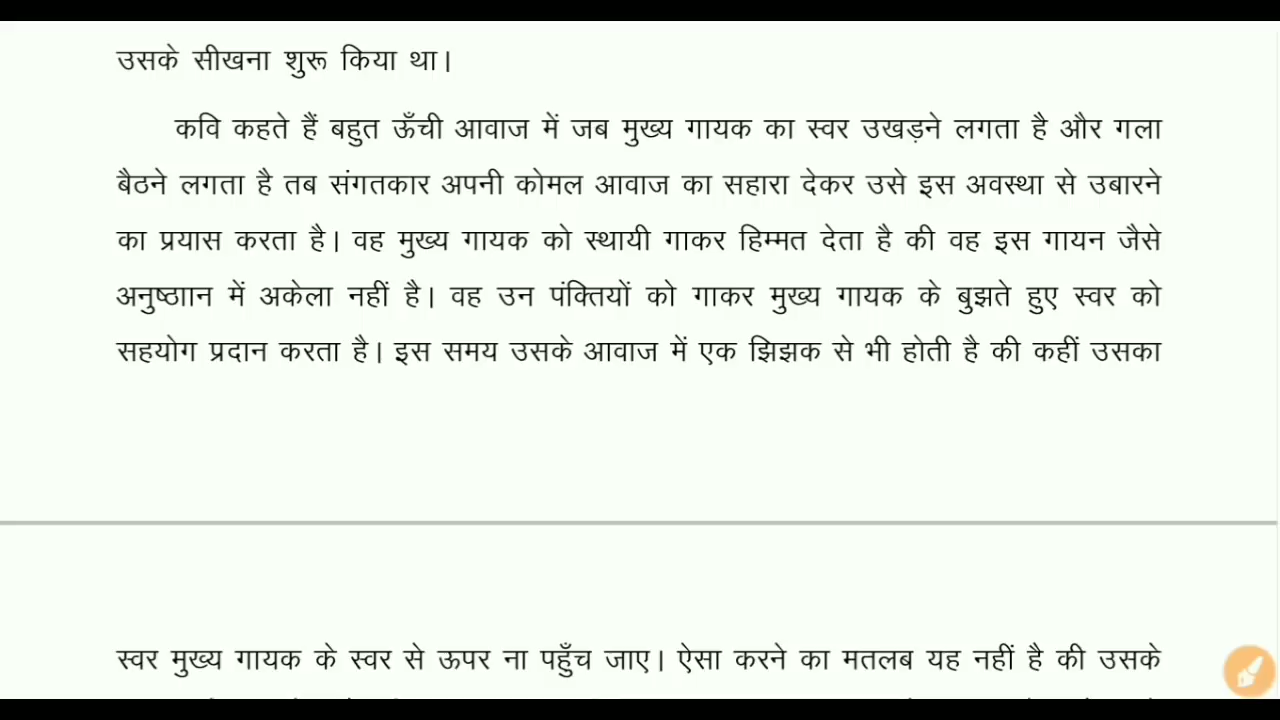 उसके सीखना शुरू किया था।
कवि कहते हैं बहुत ऊँची आवाज में जब मुख्य गायक का स्वर उखड़ने लगता है और गला
बैठने लगता है तब संगतकार अपनी कोमल आवाज का सहारा देकर उसे इस अवस्था से उबारने
का प्रयास करता है। वह मुख्य गायक को स्थायी गाकर हिम्मत देता है की वह इस गायन जैसे
अनुष्ठाान में अकेला नहीं है। वह उन पंक्तियों को गाकर मुख्य गायक के बुझते हुए स्वर को
सहयोग प्रदान करता है। इस समय उसके आवाज में एक झिझक से भी होती है की कहीं उसका
स्वर मुख्य गायक के स्वर से ऊपर ना पहुँच जाए। ऐसा करने का मतलब यह नहीं है की उसके